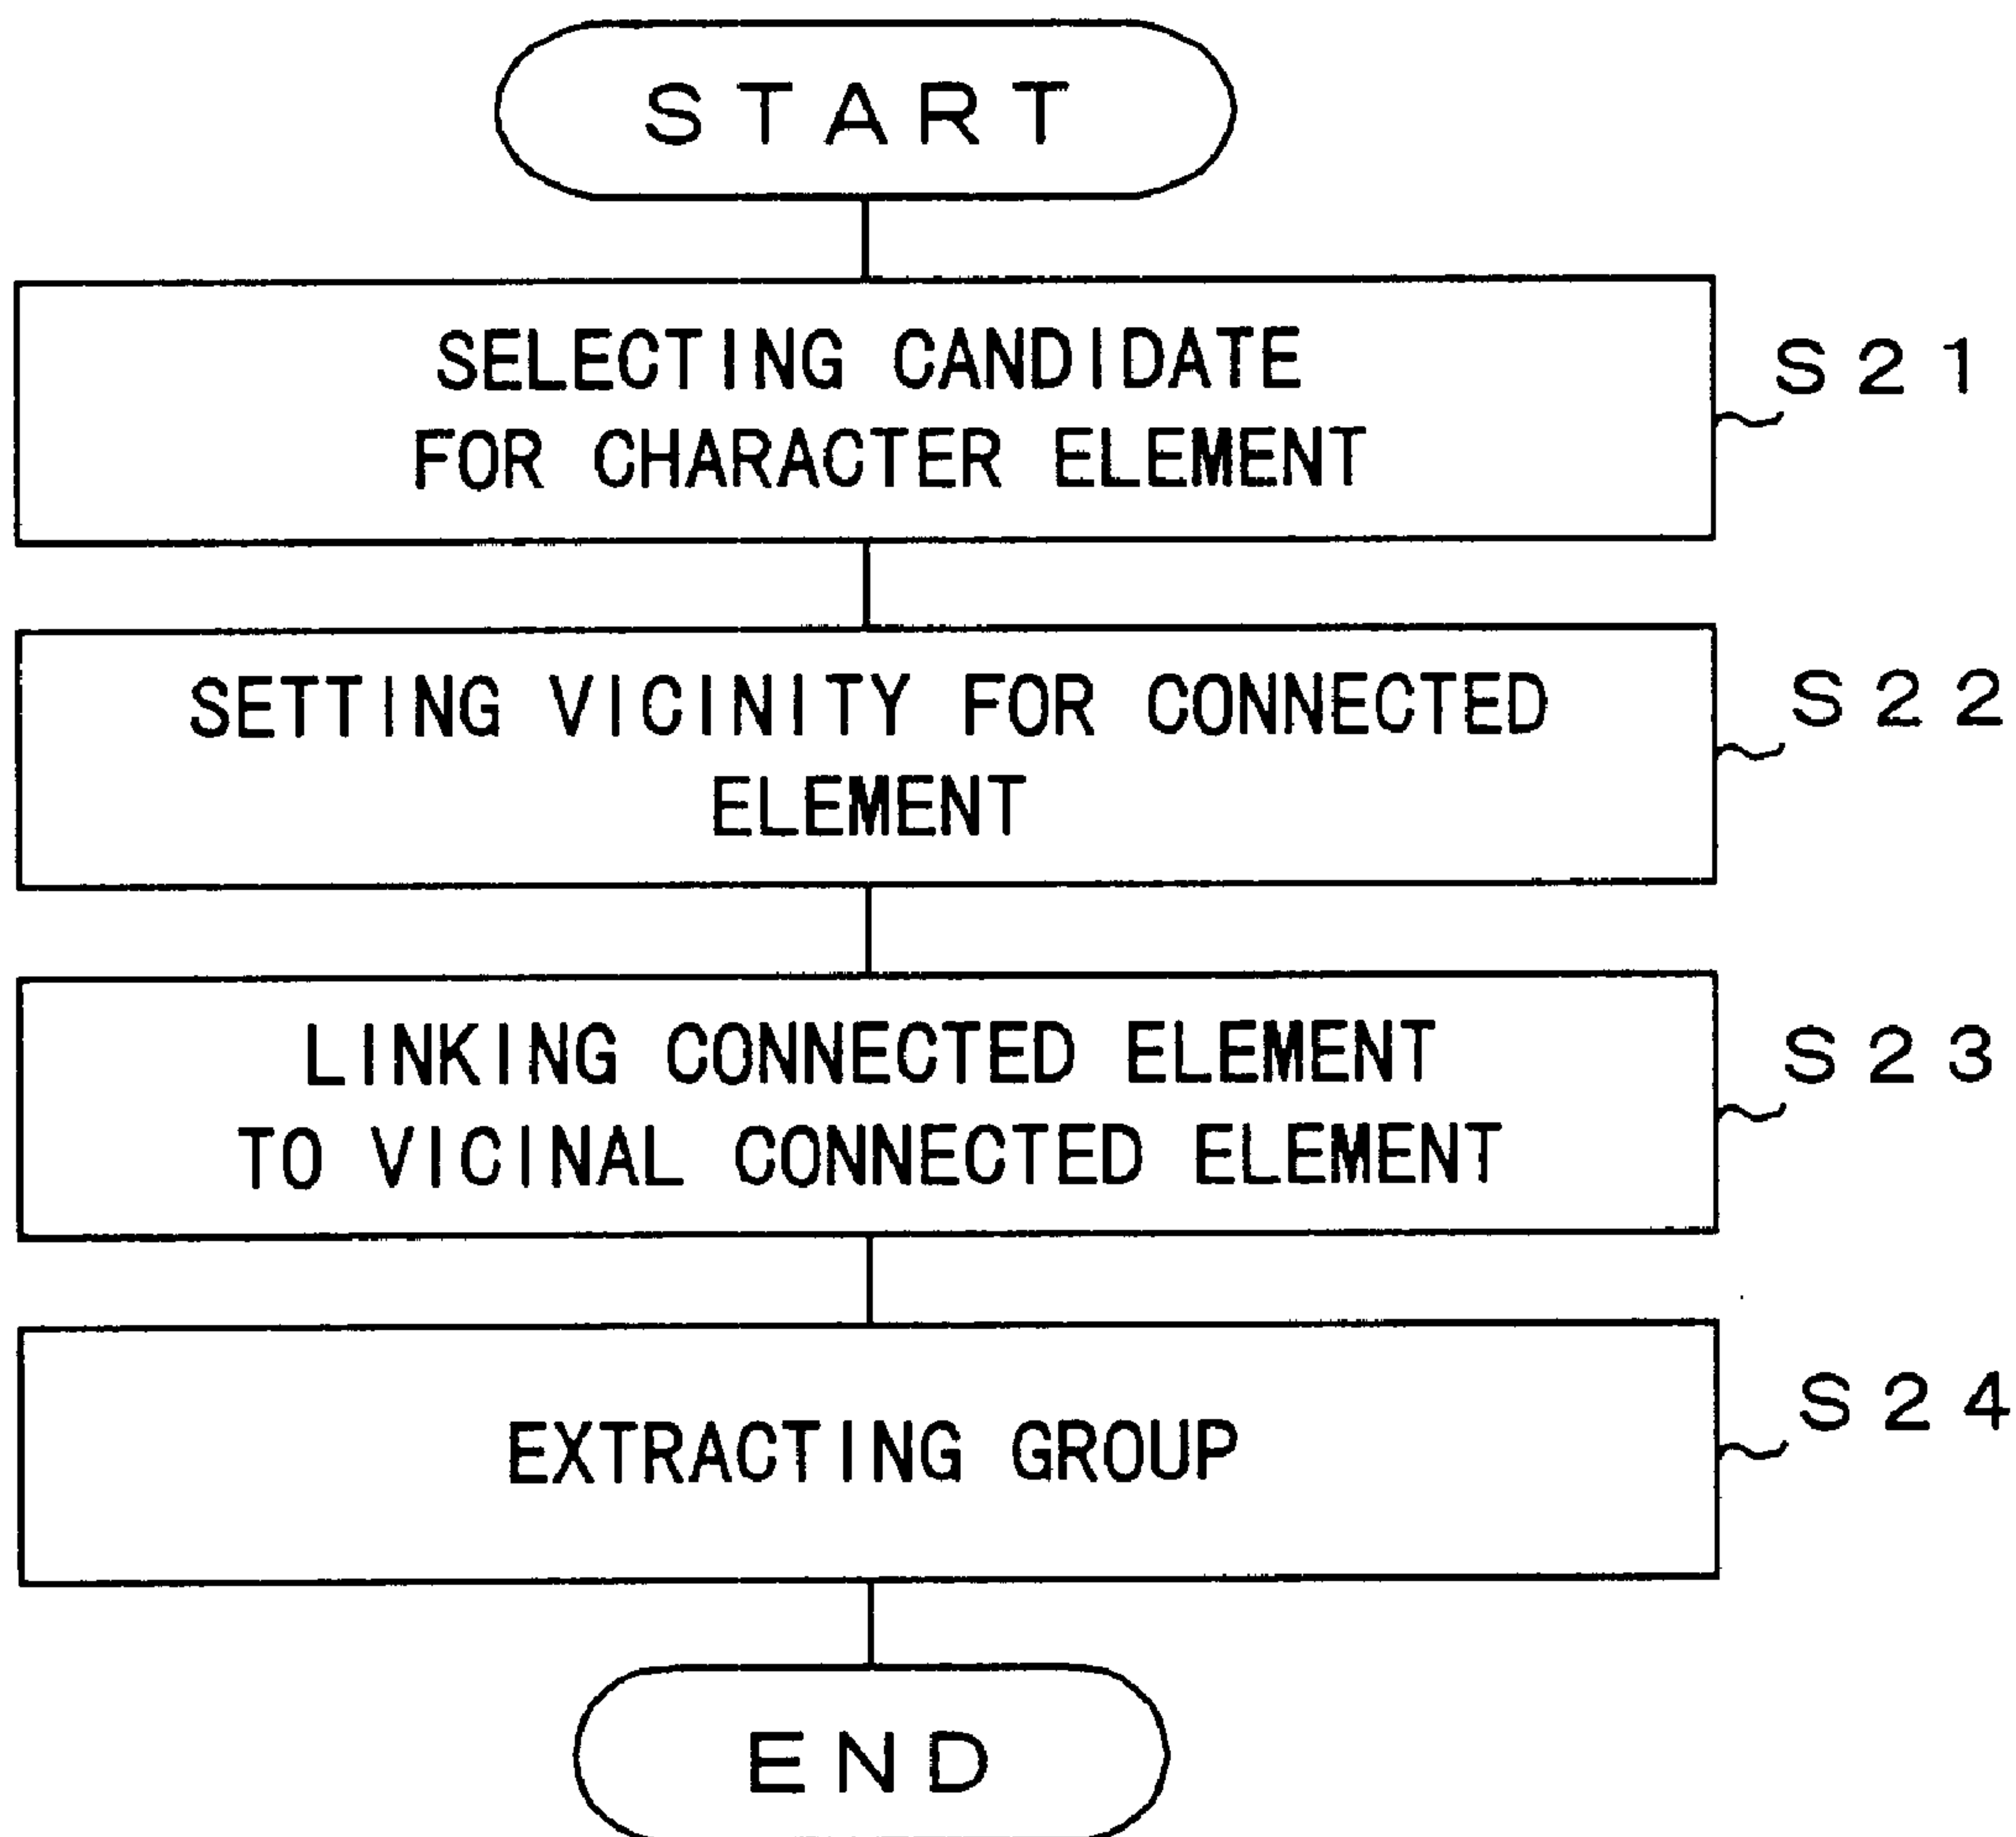 START
SELECTING CANDIDATE
FOR CHARACTER ELEMENT
S21
SETTING VICINITY FOR CONNECTED
ELEMENT
S22
LINKING CONNECTED ELEMENT
TO VICINAL CONNECTED ELEMENT
S23
EXTRACTING GROUP
S24
END